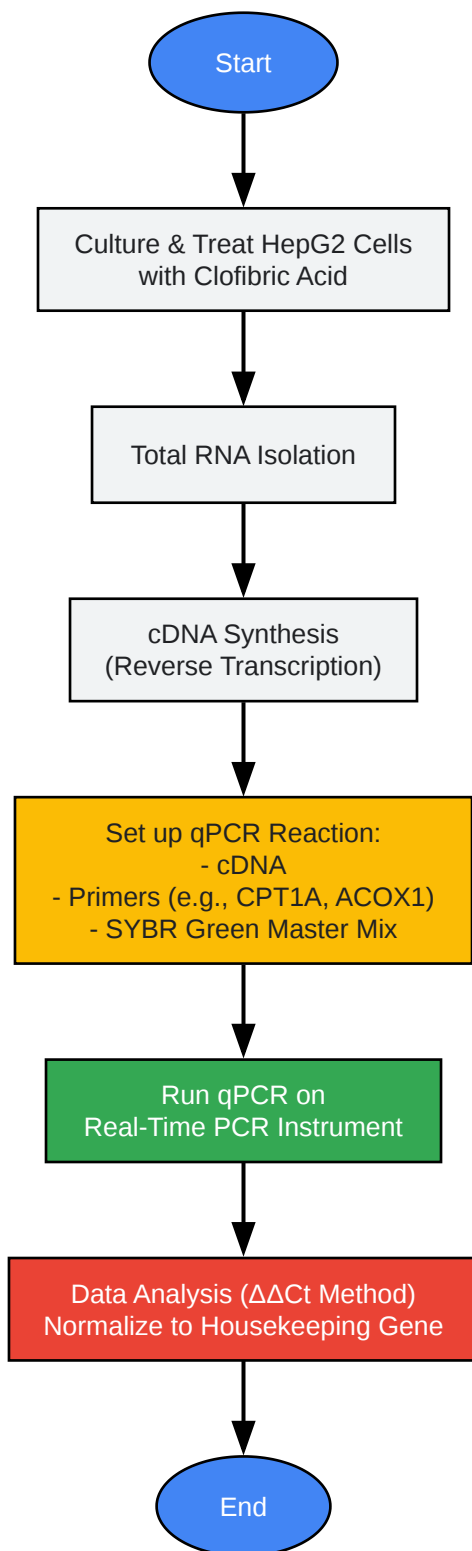 Start
Culture & Treat HepG2 Cells
with Clofibric Acid
Total RNA Isolation
cDNA Synthesis
(Reverse Transcription)
Set up qPCR Reaction:
- cDNA
- Primers (e.g., CPT1A, ACOX1)
- SYBR Green Master Mix
Run qPCR on
Real-Time PCR Instrument
Data Analysis (ΔΔCt Method)
Normalize to Housekeeping Gene
End